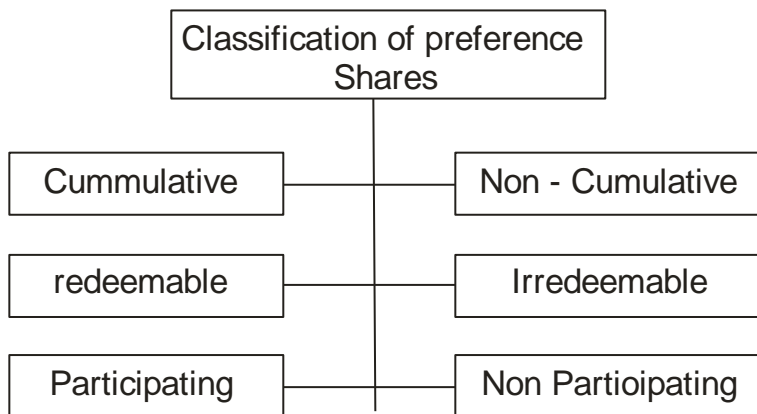 Classification of preference
Shares
Cummulative
Non - Cumulative
redeemable
Irredeemable
Participating
Non Partioipating